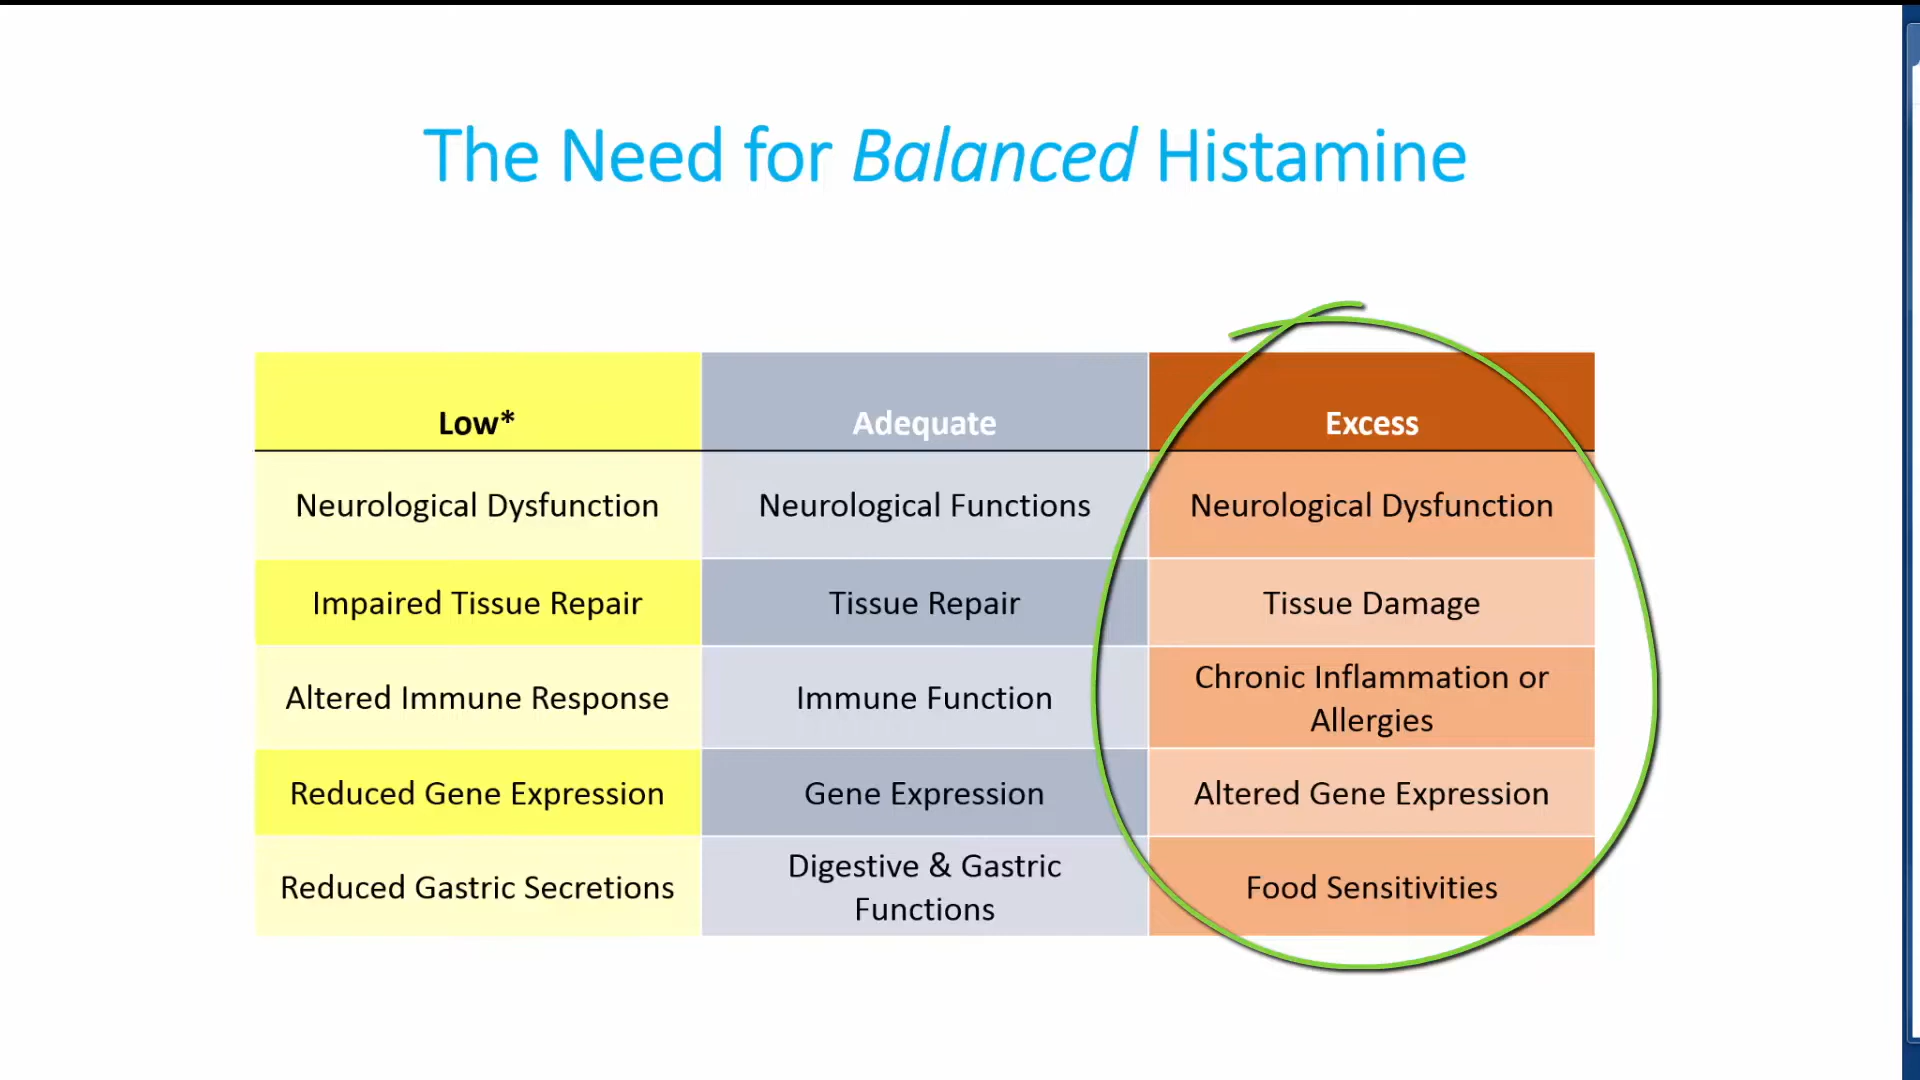 The Need for Balanced Histamine
Low*
Adequate
Excess
Neurological Dysfunction
Neurological Functions
Neurological Dysfunction
Impaired Tissue Repair
Tissue Repair
Tissue Damage
Altered Immune Response
Immune Function
Chronic Inflammation or
Allergies
Reduced Gene Expression
Gene Expression
Altered Gene Expression
Reduced Gastric Secretions
Digestive & Gastric
Functions
Food Sensitivities